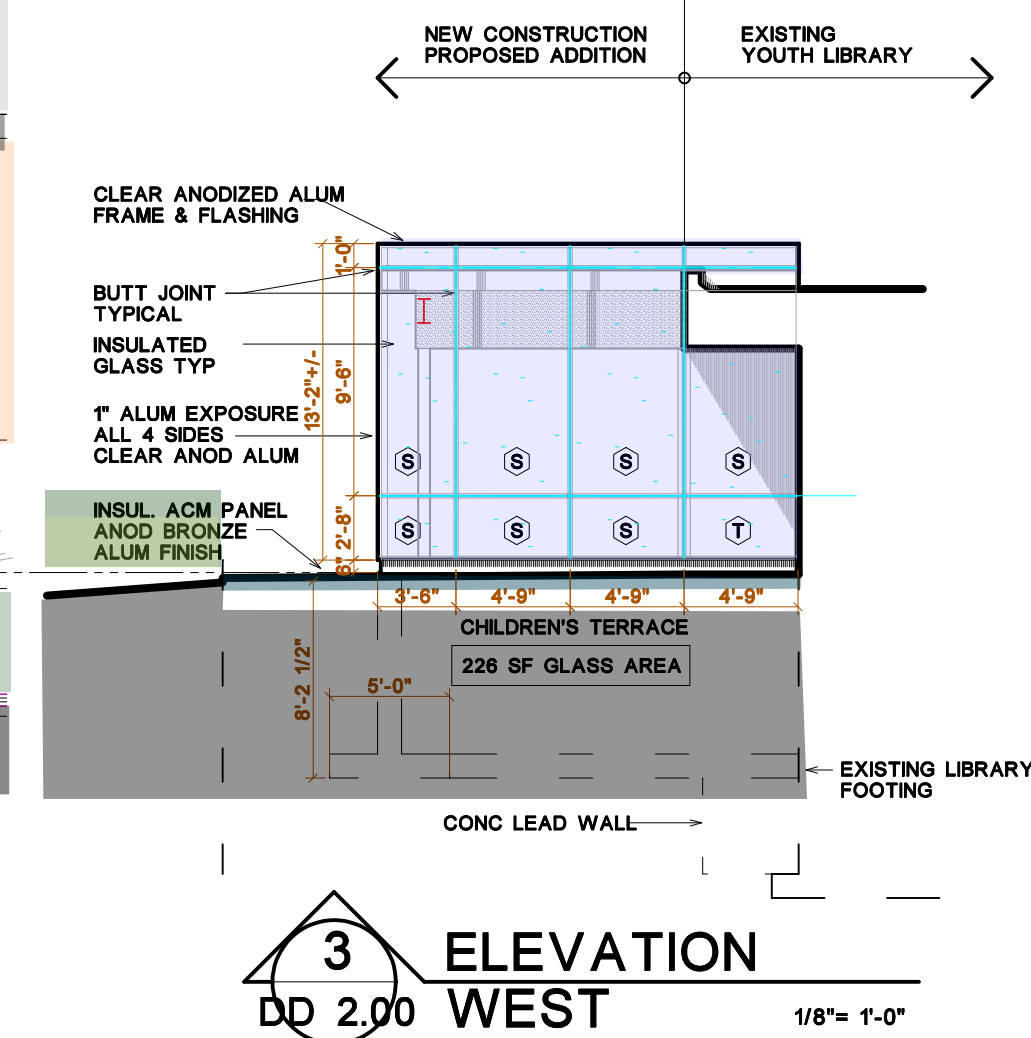 NEW CONSTRUCTION
PROPOSED ADDITION
EXISTING
YOUTH LIBRARY
CLEAR ANODIZED ALUM
FRAME & FLASHING
BUTT JOINT
TYPICAL
INSULATED
GLASS TYP
1" ALUM EXPOSURE
ALL 4 SIDES
CLEAR ANOD ALUM
INSUL. ACM PANEL
ANOD BRONZE
ALUM FINISH
13'-2"+/-
1'-0"
9'-6"
2'-8"
6"
S S S S
S S S T
3'-6" 4'-9" 4'-9" 4'-9"
CHILDREN'S TERRACE
226 SF GLASS AREA
8'-2 1/2"
5'-0"
EXISTING LIBRARY
FOOTING
CONC LEAD WALL
3
DD 2.00
ELEVATION
WEST
1/8"= 1'-0"